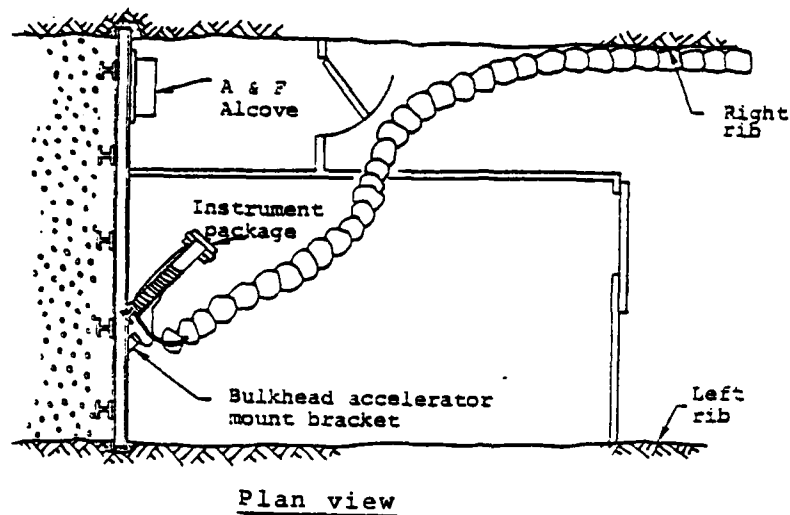 A & F
Alcove
Right
rib
Instrument
package
Bulkhead accelerator
mount bracket
Left
rib
Plan view